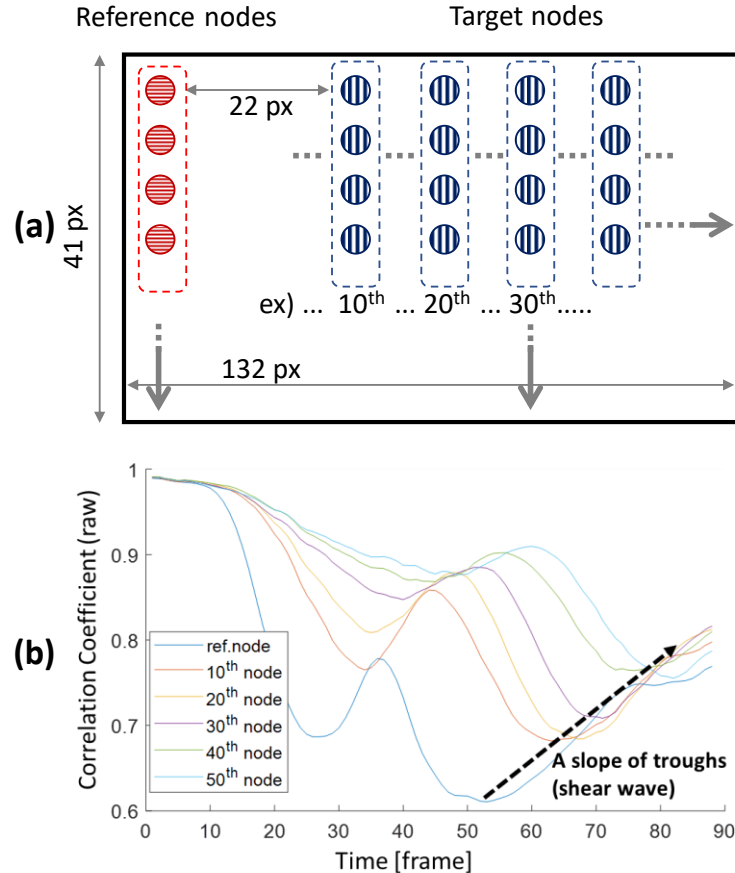 Reference nodes
Target nodes
22 px
(a)
41 px
ex) ... 10th ... 20th ... 30th.....
132 px
(b)
Correlation Coefficient (raw)
1
0.9
0.8
0.7
0.6
ref.node
10th node
20th node
30th node
40th node
50th node
A slope of troughs
(shear wave)
0 10 20 30 40 50 60 70 80 90
Time [frame]